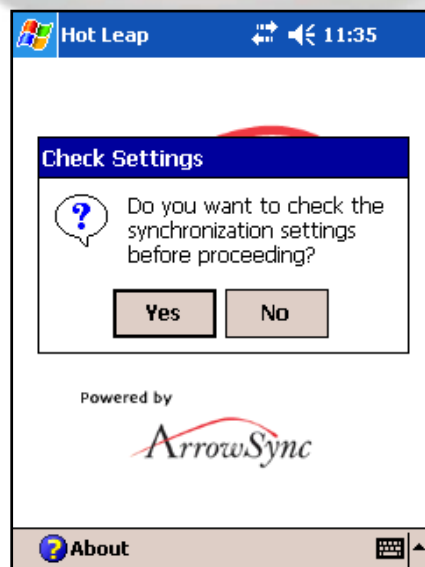 Hot Leap 11:35
Check Settings
Do you want to check the
synchronization settings
before proceeding?
Yes No
Powered by
ArrowSync
About